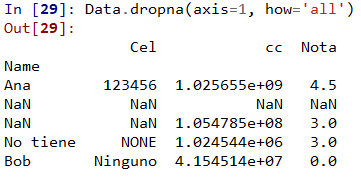 In [29]: Data.dropna(axis=1, how='all')
Out[29]:
Cel cc Nota
Name
Ana 123456 1.025655e+09 4.5
NaN NaN NaN NaN
NaN NaN 1.054785e+08 3.0
No tiene NONE 1.024544e+06 3.0
Bob Ninguno 4.154514e+07 0.0